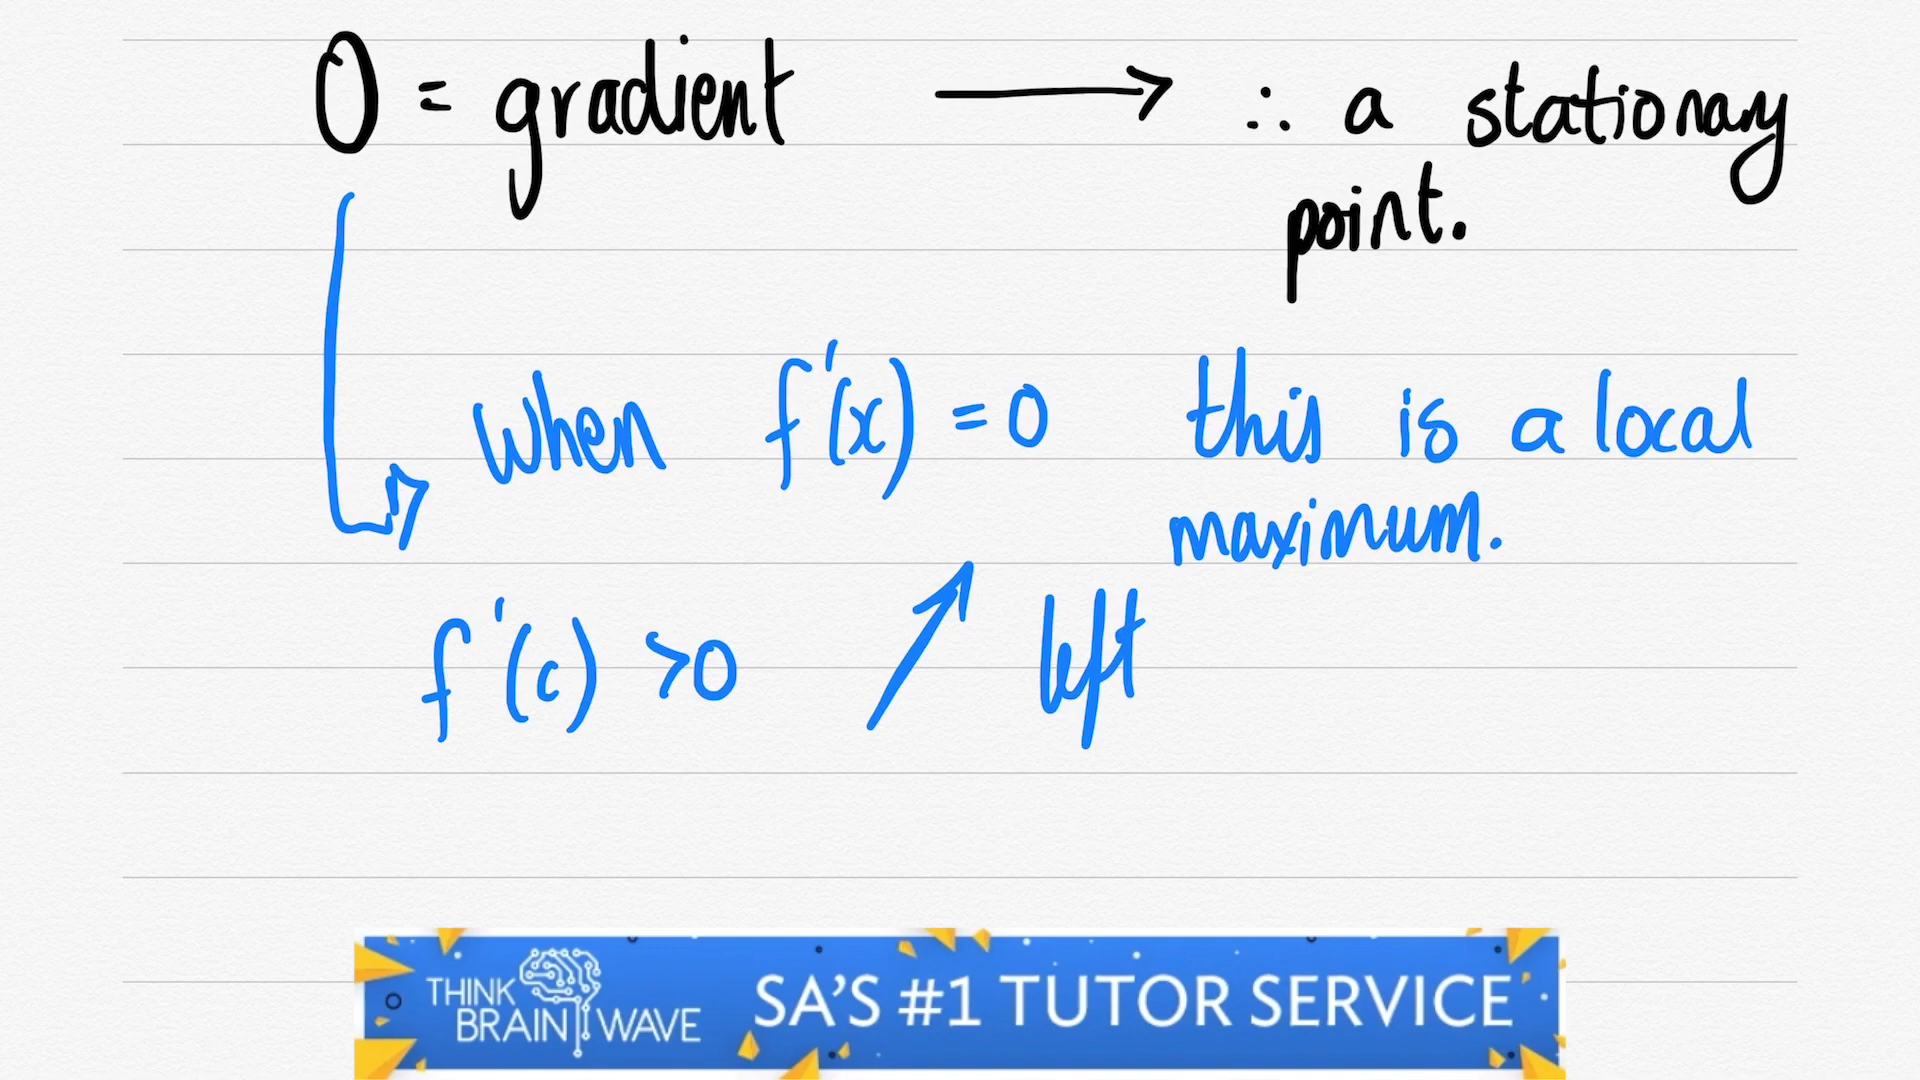 0 = gradient ⟶ ∴ a stationary
point.
when f'(x) = 0 this is a local
maximum.
f'(c) >0 left
THINK
BRAIN WAVE
SA'S #1 TUTOR SERVICE